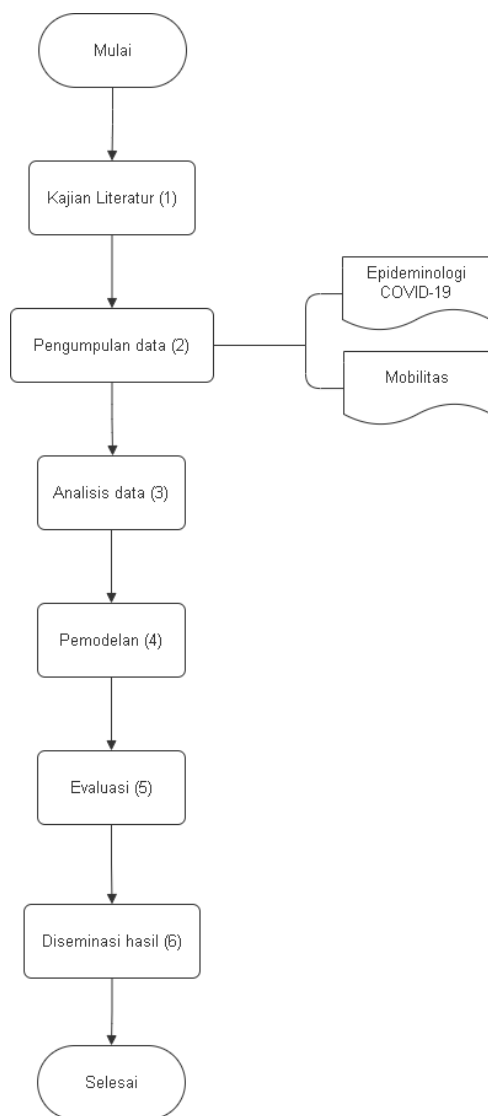 Mulai
Kajian Literatur (1)
Pengumpulan data (2)
Epideminologi
COVID-19
Mobilitas
Analisis data (3)
Pemodelan (4)
Evaluasi (5)
Diseminasi hasil (6)
Selesai